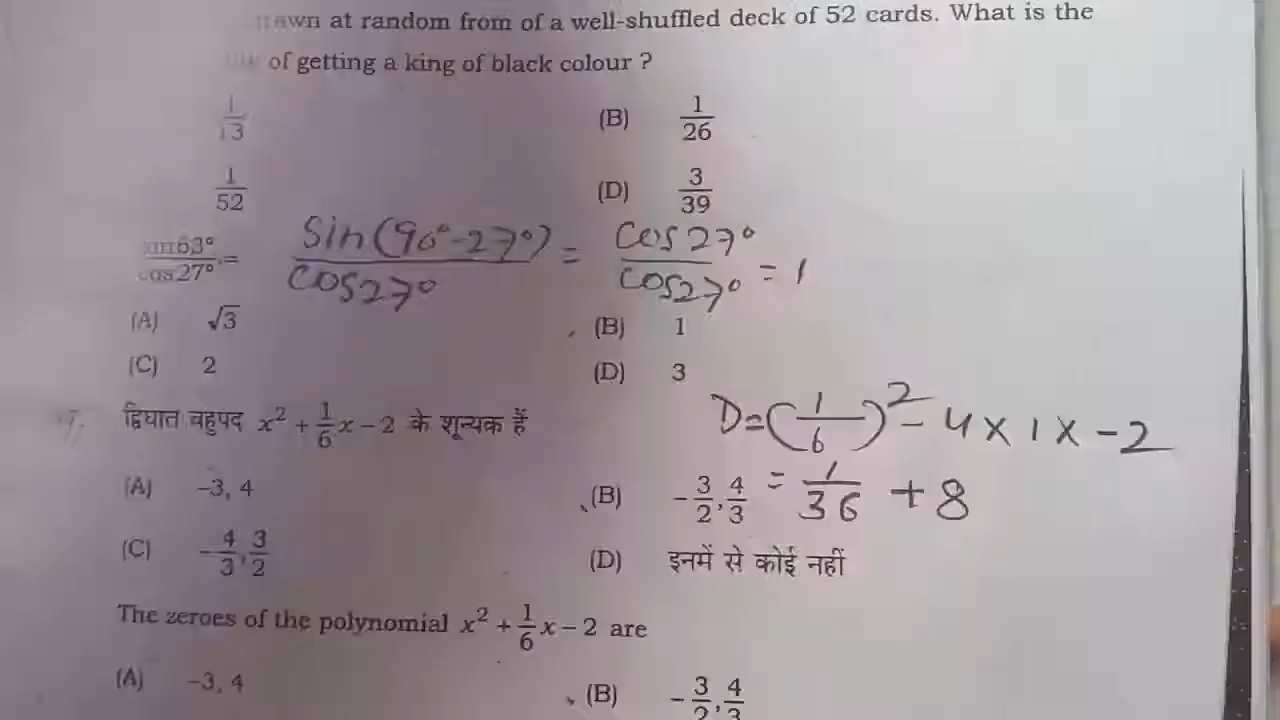 at random from of a well-shuffled deck of 52 cards. What is the
of getting a king of black colour ?
1/13 (B) 1/26
1/52 (D) 3/39
sin63°/cos27° = Sin(90°-27°)/Cos27° = Cos27°/Cos27° = 1
(A) √3 (B) 1
(C) 2 (D) 3
द्विघात बहुपद x² + 1/6 x – 2 के शून्यक हैं D=(1/6)² - 4 x 1 x -2
(A) –3, 4 (B) –3/2, 4/3 = 1/36 + 8
(C) –4/3, 3/2 (D) इनमें से कोई नहीं
The zeroes of the polynomial x² + 1/6 x – 2 are
(A) –3, 4 (B) –3/2, 4/3